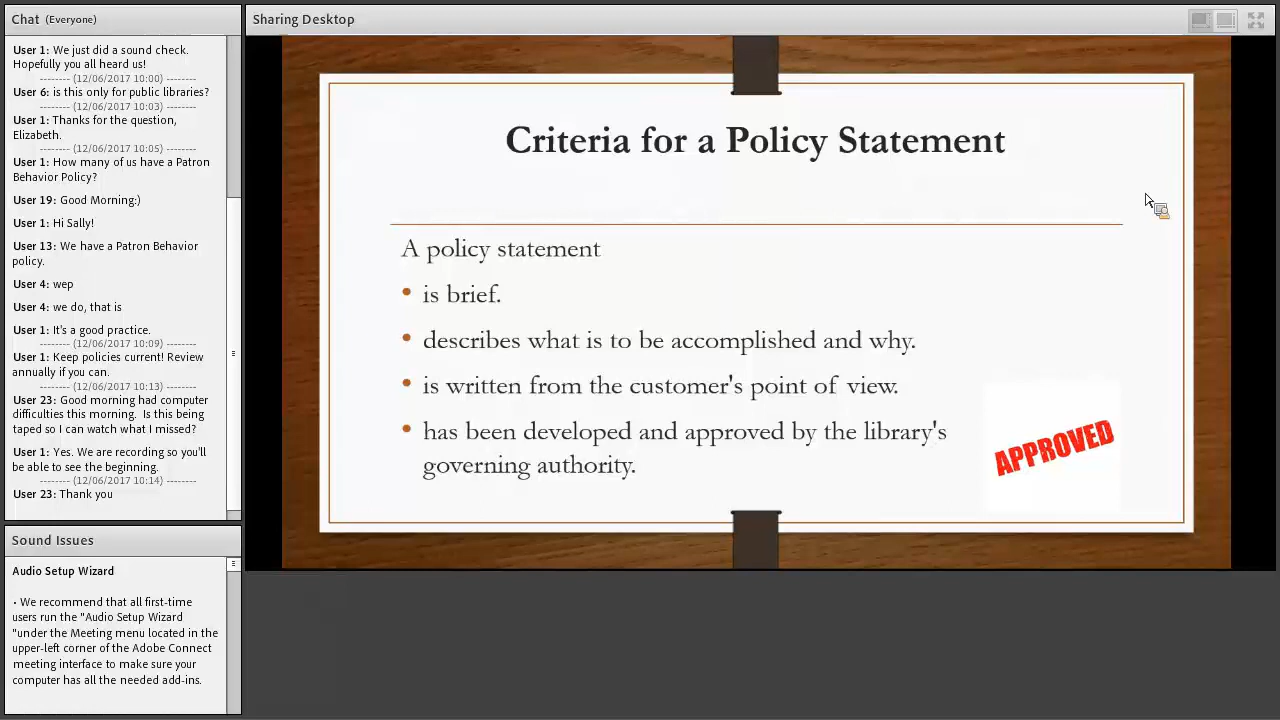 Chat (Everyone)
User 1: We just did a sound check.
Hopefully you all heard us!
-------- (12/06/2017 10:00) --------
User 6: is this only for public libraries?
-------- (12/06/2017 10:03) --------
User 1: Thanks for the question,
Elizabeth.
-------- (12/06/2017 10:05) --------
User 1: How many of us have a Patron
Behavior Policy?
User 19: Good Morning:)
User 1: Hi Sally!
User 13: We have a Patron Behavior
policy.
User 4: wep
User 4: we do, that is
User 1: It's a good practice.
-------- (12/06/2017 10:09) --------
User 1: Keep policies current! Review
annually if you can.
-------- (12/06/2017 10:13) --------
User 23: Good morning had computer
difficulties this morning.  Is this being
taped so I can watch what I missed?
User 1: Yes. We are recording so you'll
be able to see the beginning.
-------- (12/06/2017 10:14) --------
User 23: Thank you
Sound Issues
Audio Setup Wizard
• We recommend that all first-time
users run the "Audio Setup Wizard
"under the Meeting menu located in the
upper-left corner of the Adobe Connect
meeting interface to make sure your
computer has all the needed add-ins.
Sharing Desktop
Criteria for a Policy Statement
A policy statement
• is brief.
• describes what is to be accomplished and why.
• is written from the customer's point of view.
• has been developed and approved by the library's
governing authority.
APPROVED